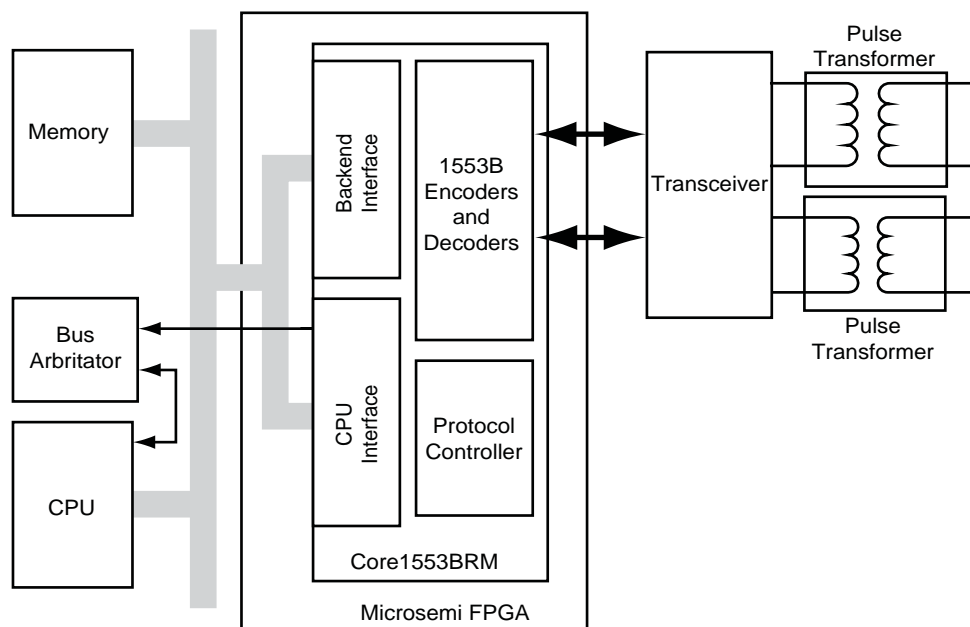 Memory
Bus
Arbritator
CPU
Backend
Interface
CPU
Interface
1553B
Encoders
and
Decoders
Protocol
Controller
Core1553BRM
Microsemi FPGA
Transceiver
Pulse
Transformer
Pulse
Transformer